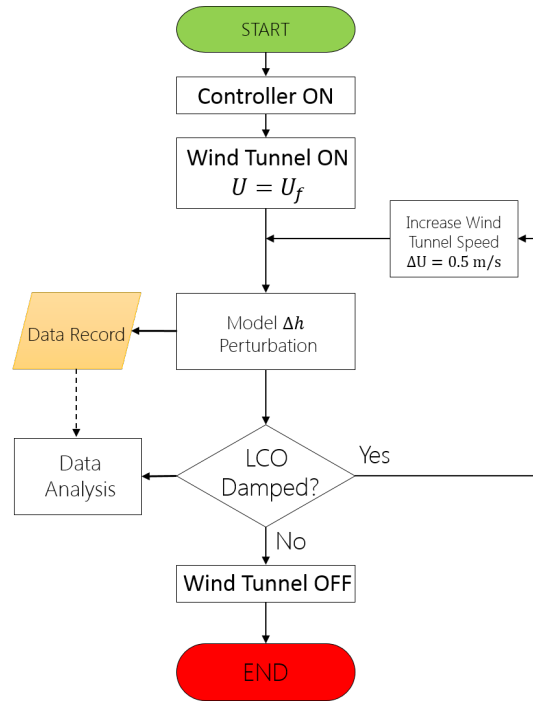 START
Controller ON
Wind Tunnel ON
U = U_f
Increase Wind
Tunnel Speed
ΔU = 0.5 m/s
Model Δh
Perturbation
Data Record
LCO
Damped?
Yes
Data
Analysis
No
Wind Tunnel OFF
END